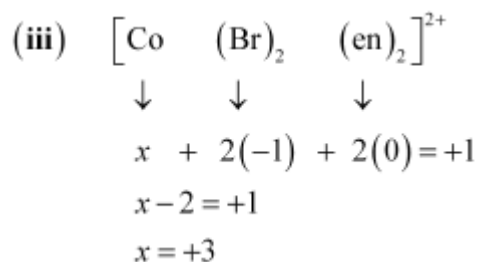 (iii) [Co (Br)₂ (en)₂]²⁺
↓ ↓ ↓
x + 2(−1) + 2(0) = +1
x − 2 = +1
x = +3